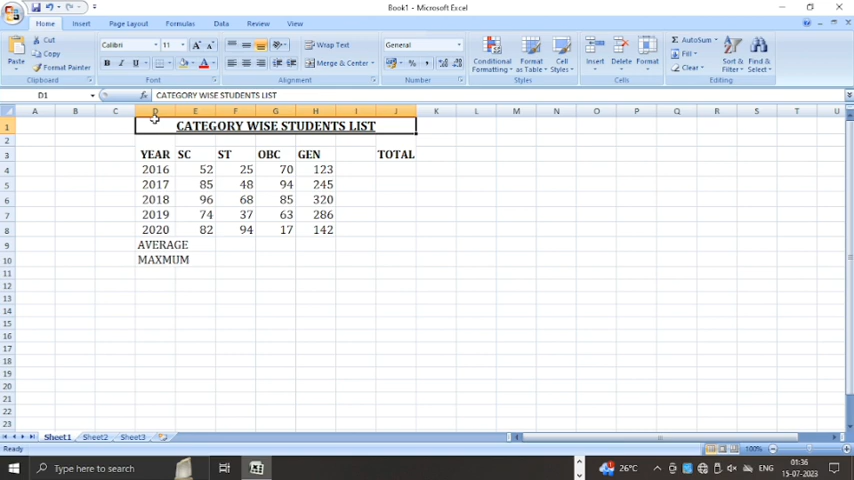 Book1 - Microsoft Excel
Home Insert Page Layout Formulas Data Review View
Cut
Copy
Format Painter
Paste
Clipboard
Calibri 11
B I U
Font
Wrap Text
Merge & Center
Alignment
General
Number
Conditional Formatting
Format as Table
Cell Styles
Styles
Insert Delete Format
Cells
AutoSum
Fill
Clear
Sort & Filter
Find & Select
Editing
D1 fx CATEGORY WISE STUDENTS LIST
A B C D E F G H I J K L M N O P Q R S T U
1 CATEGORY WISE STUDENTS LIST
2
3 YEAR SC ST OBC GEN TOTAL
4 2016 52 25 70 123
5 2017 85 48 94 245
6 2018 96 68 85 320
7 2019 74 37 63 286
8 2020 82 94 17 142
9 AVERAGE
10 MAXMUM
11
12
13
14
15
16
17
18
19
20
21
22
23
Sheet1 Sheet2 Sheet3
Ready 100%
Type here to search 26°C ENG 01:36
15-07-2023